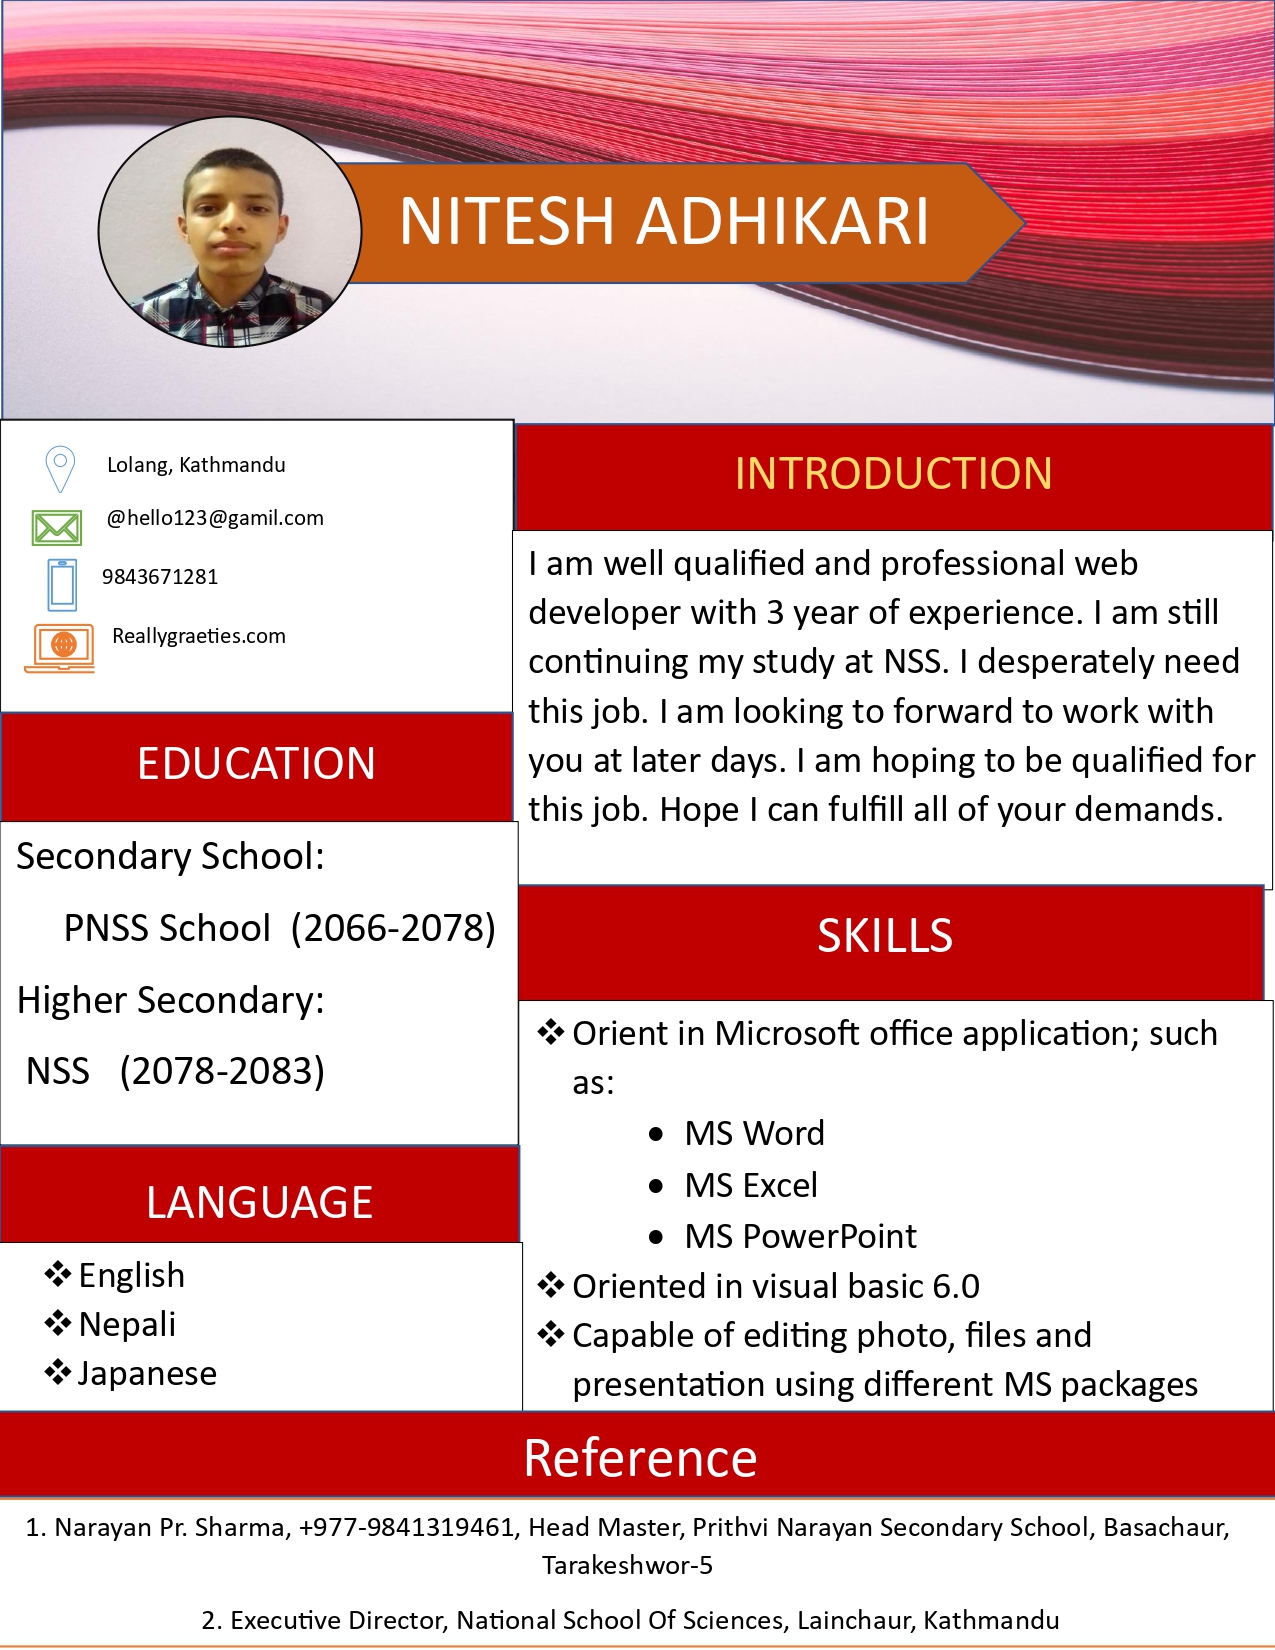 NITESH ADHIKARI
Lolang, Kathmandu
@hello123@gamil.com
9843671281
Reallygraeties.com
EDUCATION
Secondary School:
PNSS School (2066-2078)
Higher Secondary:
NSS (2078-2083)
LANGUAGE
❖ English
❖ Nepali
❖ Japanese
INTRODUCTION
I am well qualified and professional web
developer with 3 year of experience. I am still
continuing my study at NSS. I desperately need
this job. I am looking to forward to work with
you at later days. I am hoping to be qualified for
this job. Hope I can fulfill all of your demands.
SKILLS
❖ Orient in Microsoft office application; such
as:
• MS Word
• MS Excel
• MS PowerPoint
❖ Oriented in visual basic 6.0
❖ Capable of editing photo, files and
presentation using different MS packages
Reference
1. Narayan Pr. Sharma, +977-9841319461, Head Master, Prithvi Narayan Secondary School, Basachaur,
Tarakeshwor-5
2. Executive Director, National School Of Sciences, Lainchaur, Kathmandu